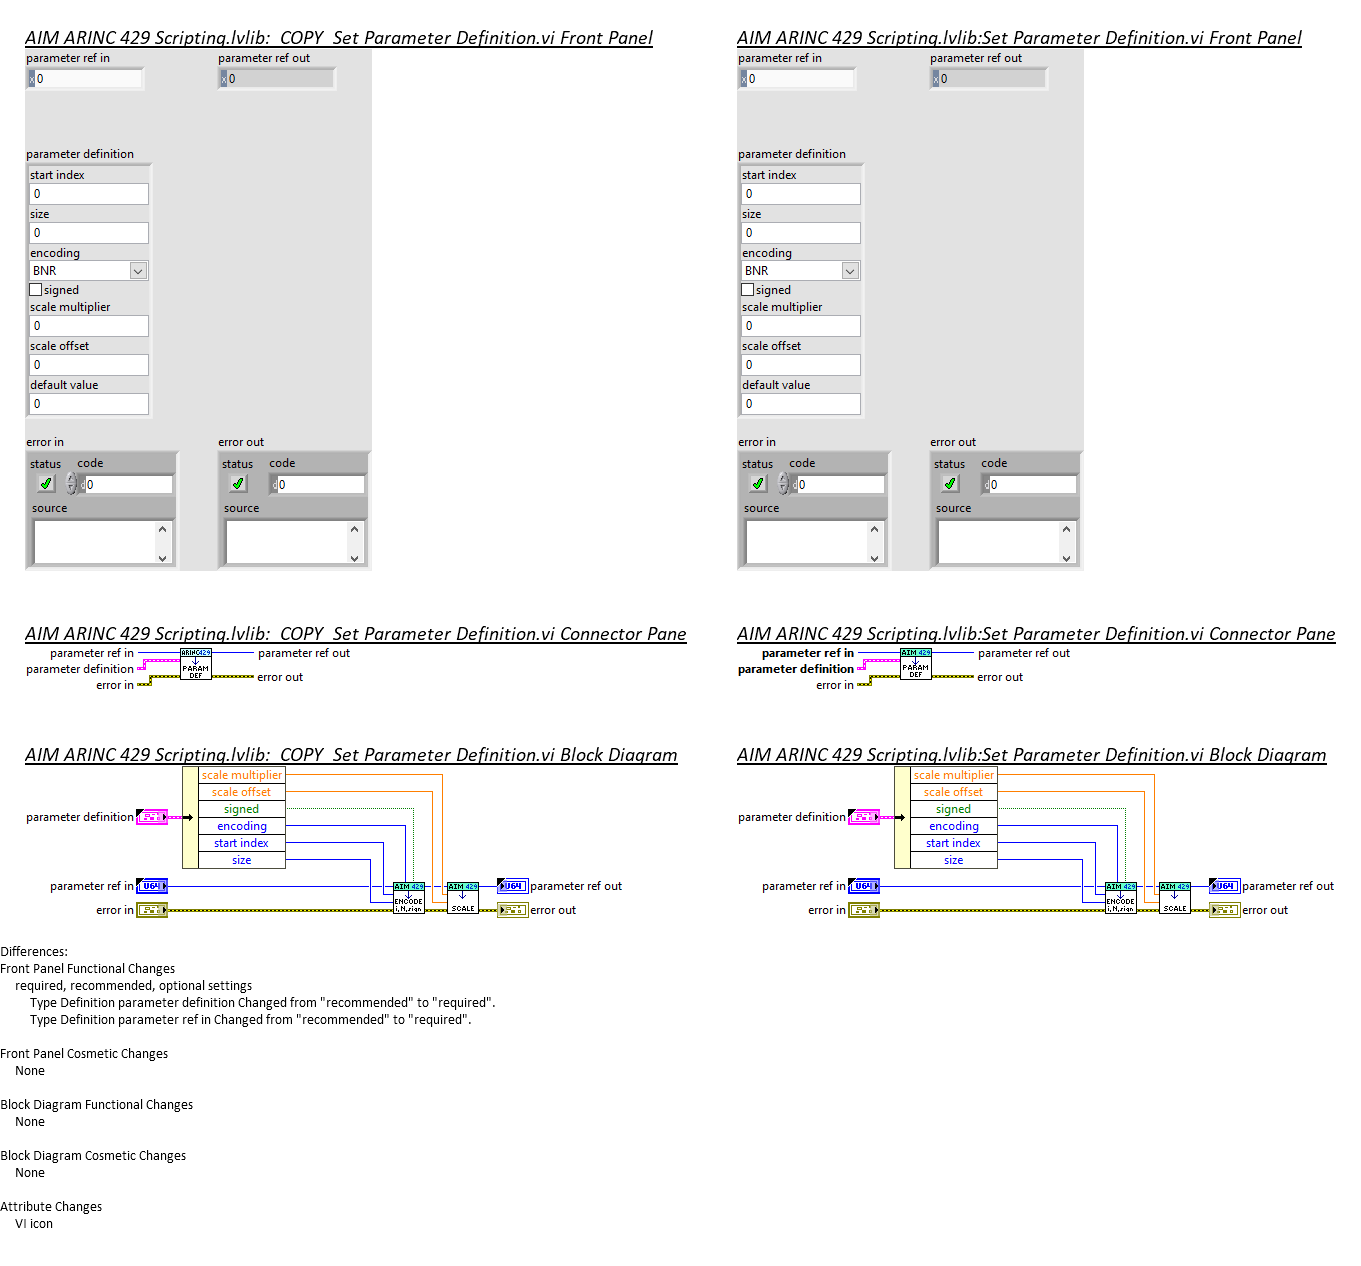 AIM ARINC 429 Scripting.lvlib:_COPY_Set Parameter Definition.vi Front Panel
parameter ref in
parameter ref out
x 0
x 0
parameter definition
start index
0
size
0
encoding
BNR
signed
scale multiplier
0
scale offset
0
default value
0
error in
error out
status code
status code
d 0
d 0
source
source
AIM ARINC 429 Scripting.lvlib:Set Parameter Definition.vi Front Panel
parameter ref in
parameter ref out
x 0
x 0
parameter definition
start index
0
size
0
encoding
BNR
signed
scale multiplier
0
scale offset
0
default value
0
error in
error out
status code
status code
d 0
d 0
source
source
AIM ARINC 429 Scripting.lvlib:_COPY_Set Parameter Definition.vi Connector Pane
parameter ref in
parameter definition
error in
ARINC429
PARAM
DEF
parameter ref out
error out
AIM ARINC 429 Scripting.lvlib:Set Parameter Definition.vi Connector Pane
parameter ref in
parameter definition
error in
AIM 429
PARAM
DEF
parameter ref out
error out
AIM ARINC 429 Scripting.lvlib:_COPY_Set Parameter Definition.vi Block Diagram
scale multiplier
scale offset
signed
encoding
start index
size
parameter definition
parameter ref in
U64
error in
AIM 429
ENCODE
i,N,sign
AIM 429
SCALE
U64
parameter ref out
error out
AIM ARINC 429 Scripting.lvlib:Set Parameter Definition.vi Block Diagram
scale multiplier
scale offset
signed
encoding
start index
size
parameter definition
parameter ref in
U64
error in
AIM 429
ENCODE
i,N,sign
AIM 429
SCALE
U64
parameter ref out
error out
Differences:
Front Panel Functional Changes
required, recommended, optional settings
Type Definition parameter definition Changed from "recommended" to "required".
Type Definition parameter ref in Changed from "recommended" to "required".
Front Panel Cosmetic Changes
None
Block Diagram Functional Changes
None
Block Diagram Cosmetic Changes
None
Attribute Changes
VI icon